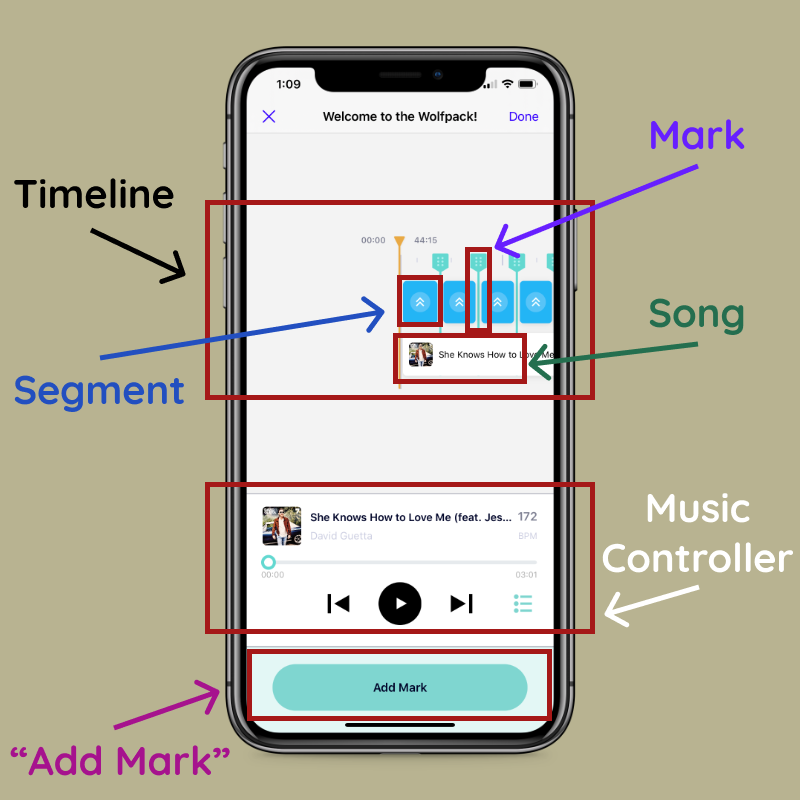 1:09
Welcome to the Wolfpack!
Done
Mark
Timeline
00:00
44:15
Song
She Knows How to Love Me
Segment
She Knows How to Love Me (feat. Jes...
172
David Guetta
BPM
00:00
03:01
Music
Controller
Add Mark
“Add Mark”